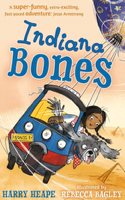 A super-funny, extra-exciting,
fast-paced adventure! Jenny Armstrong
Indiana
Bones
HARRY HEAPE
illustrated by
REBECCA BAGLEY